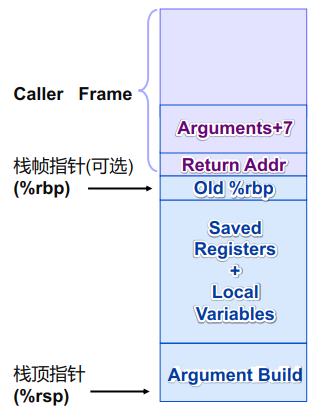 Caller Frame
Arguments+7
Return Addr
栈帧指针(可选)
(%rbp)
Old %rbp
Saved
Registers
+
Local
Variables
栈顶指针
(%rsp)
Argument Build